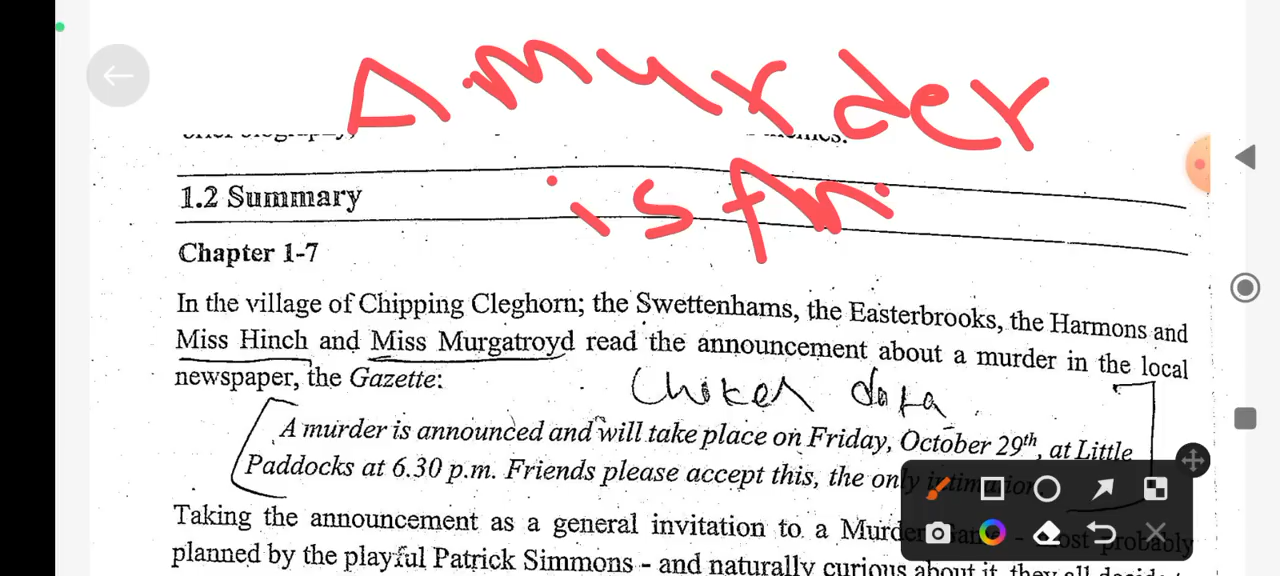 A murder
is
1.2 Summary
Chapter 1-7
In the village of Chipping Cleghorn; the Swettenhams, the Easterbrooks, the Harmons and
Miss Hinch and Miss Murgatroyd read the announcement about a murder in the local
newspaper, the Gazette:
A murder is announced and will take place on Friday, October 29th, at Little
Paddocks at 6.30 p.m. Friends please accept this, the only intimation.
Taking the announcement as a general invitation to a Murder Game - most probably
planned by the playful Patrick Simmons - and naturally curious about it, they all